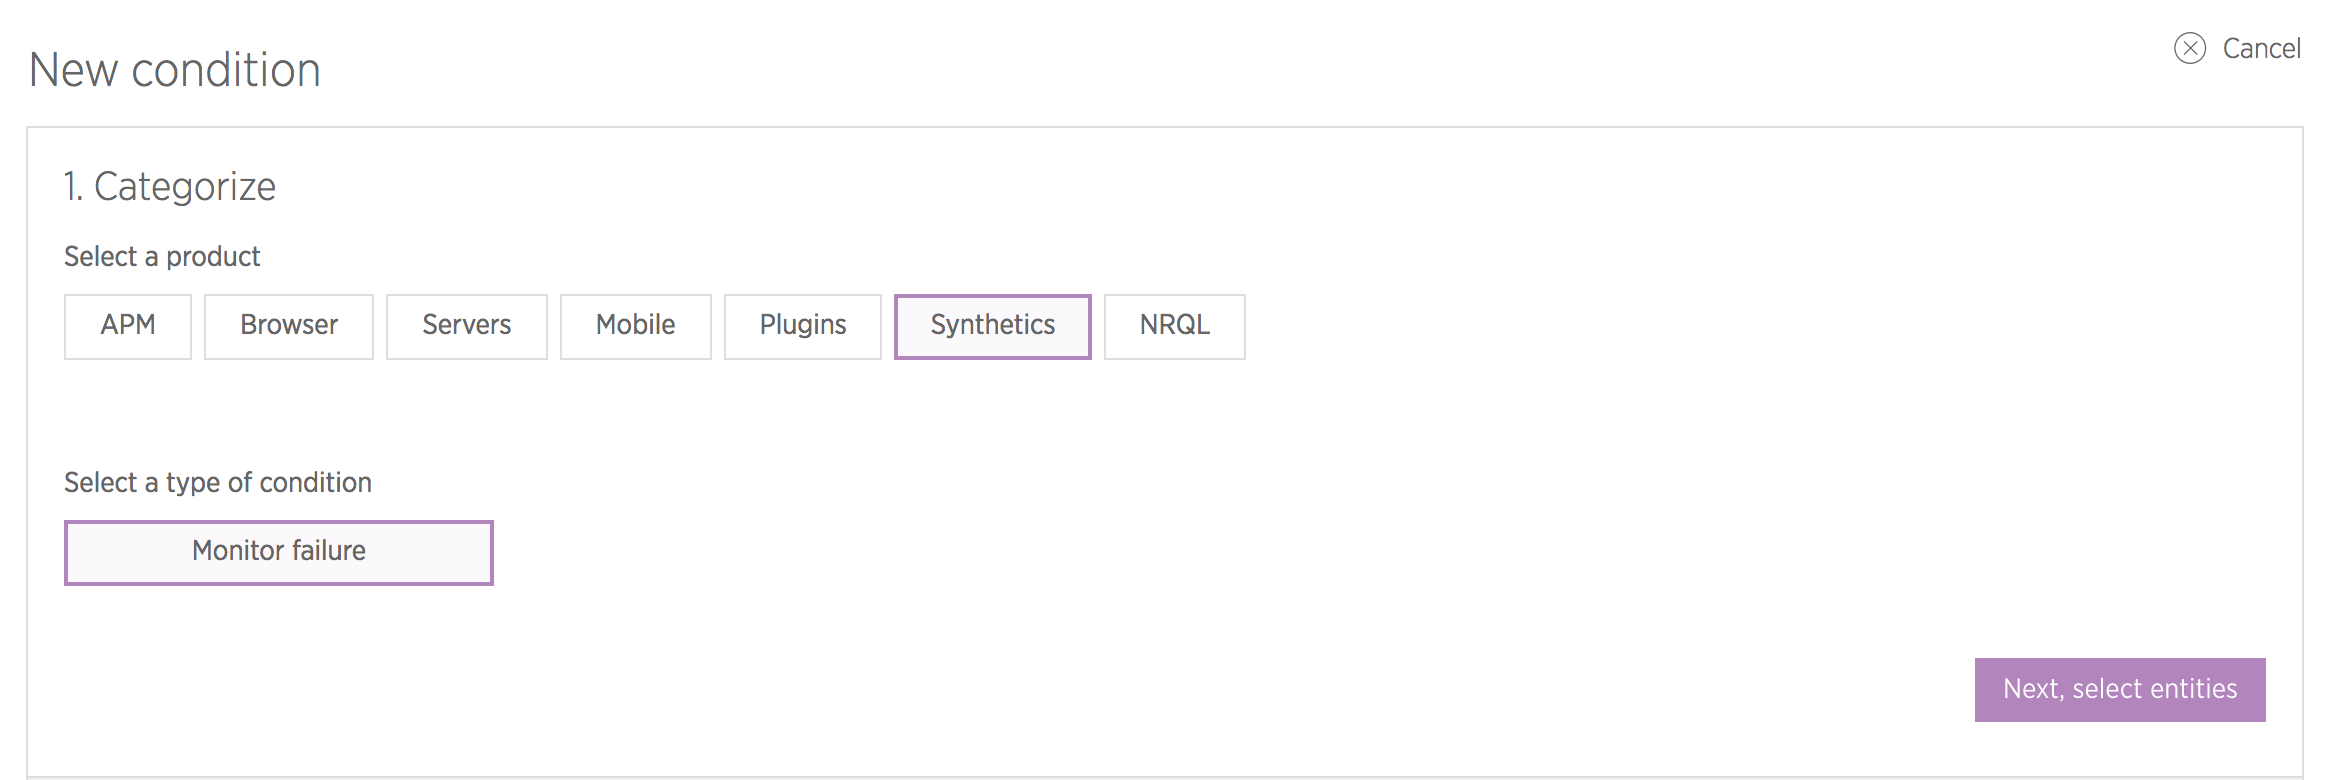 New condition
Cancel
1. Categorize
Select a product
APM Browser Servers Mobile Plugins Synthetics NRQL
Select a type of condition
Monitor failure
Next, select entities